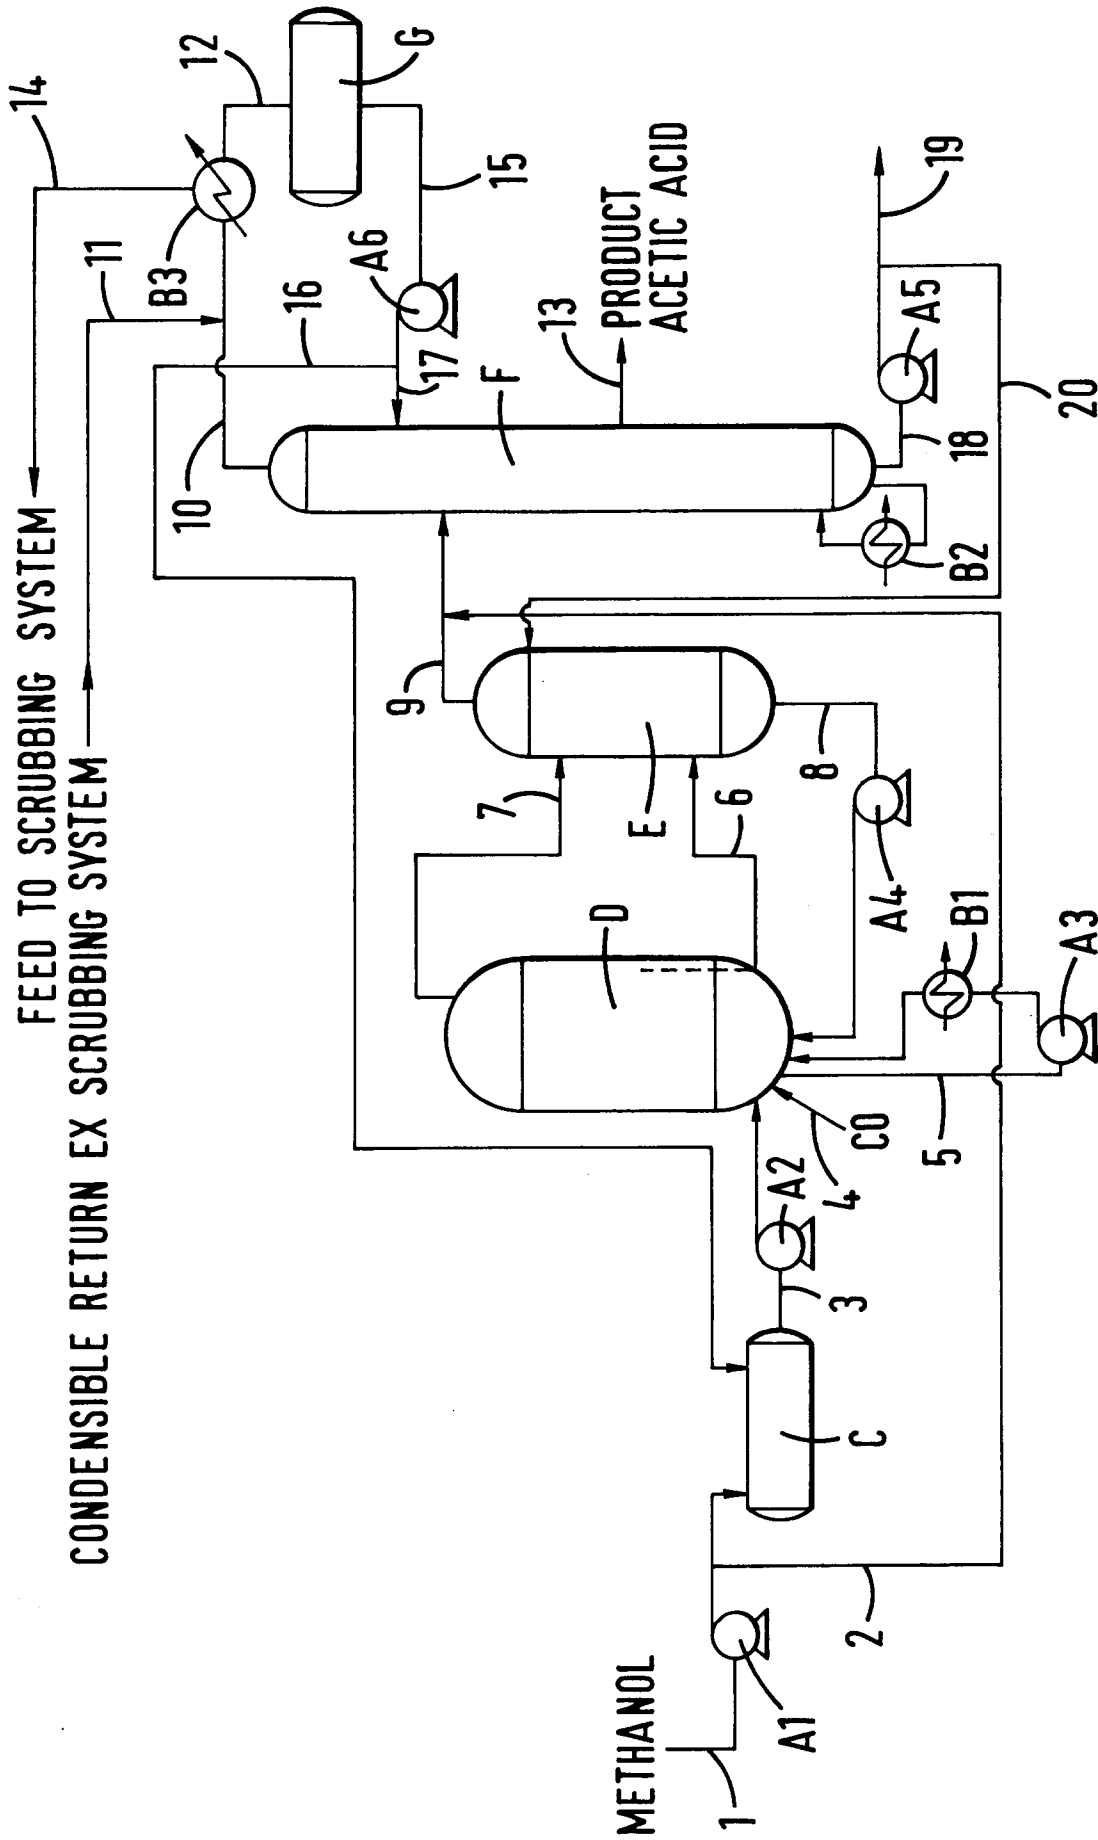 FEED TO SCRUBBING SYSTEM
CONDENSIBLE RETURN EX SCRUBBING SYSTEM
14
11
12
B3
G
10
16
A6
15
17
F
13
PRODUCT
ACETIC ACID
9
7
E
6
8
D
A4
B2
18
A5
19
20
B1
A3
5
CO
4
A2
3
C
2
METHANOL
1
A1